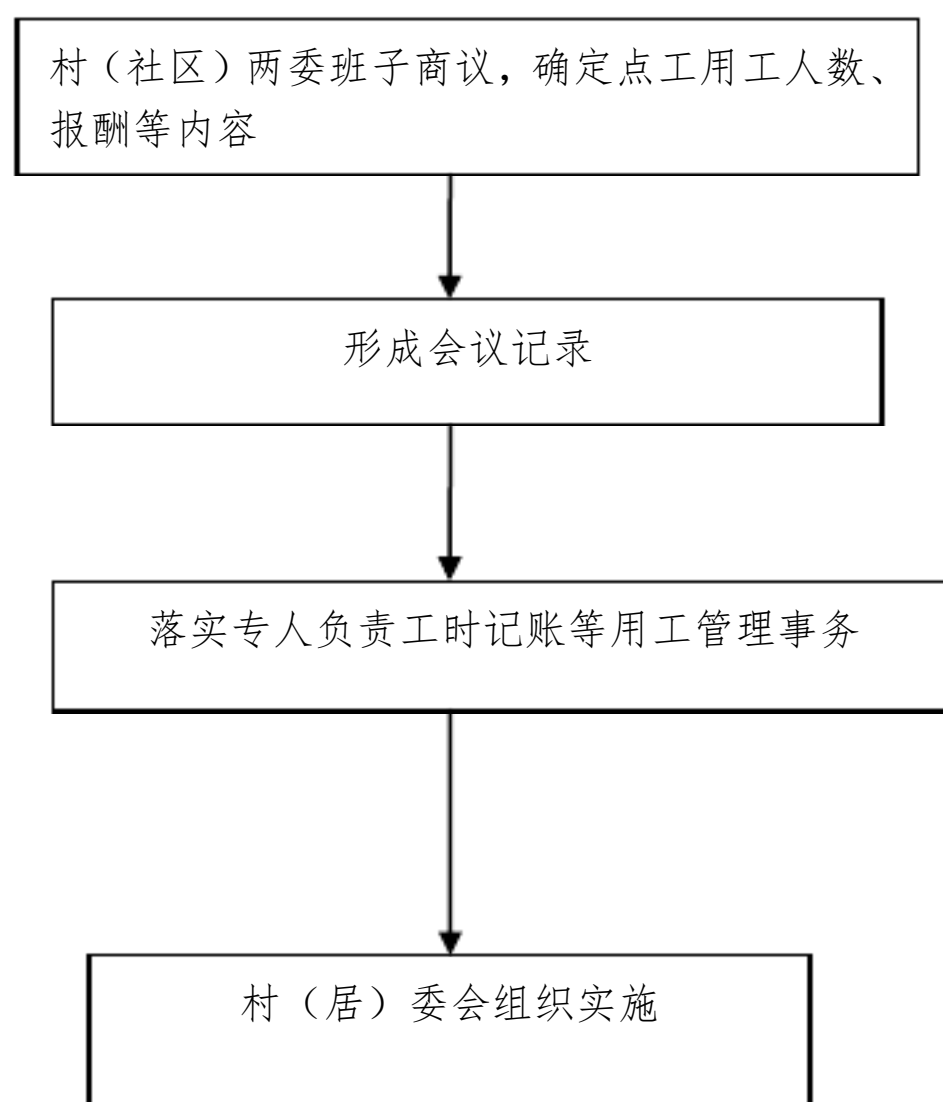 村（社区）两委班子商议，确定点工用工人数、
报酬等内容
形成会议记录
落实专人负责工时记账等用工管理事务
村（居）委会组织实施